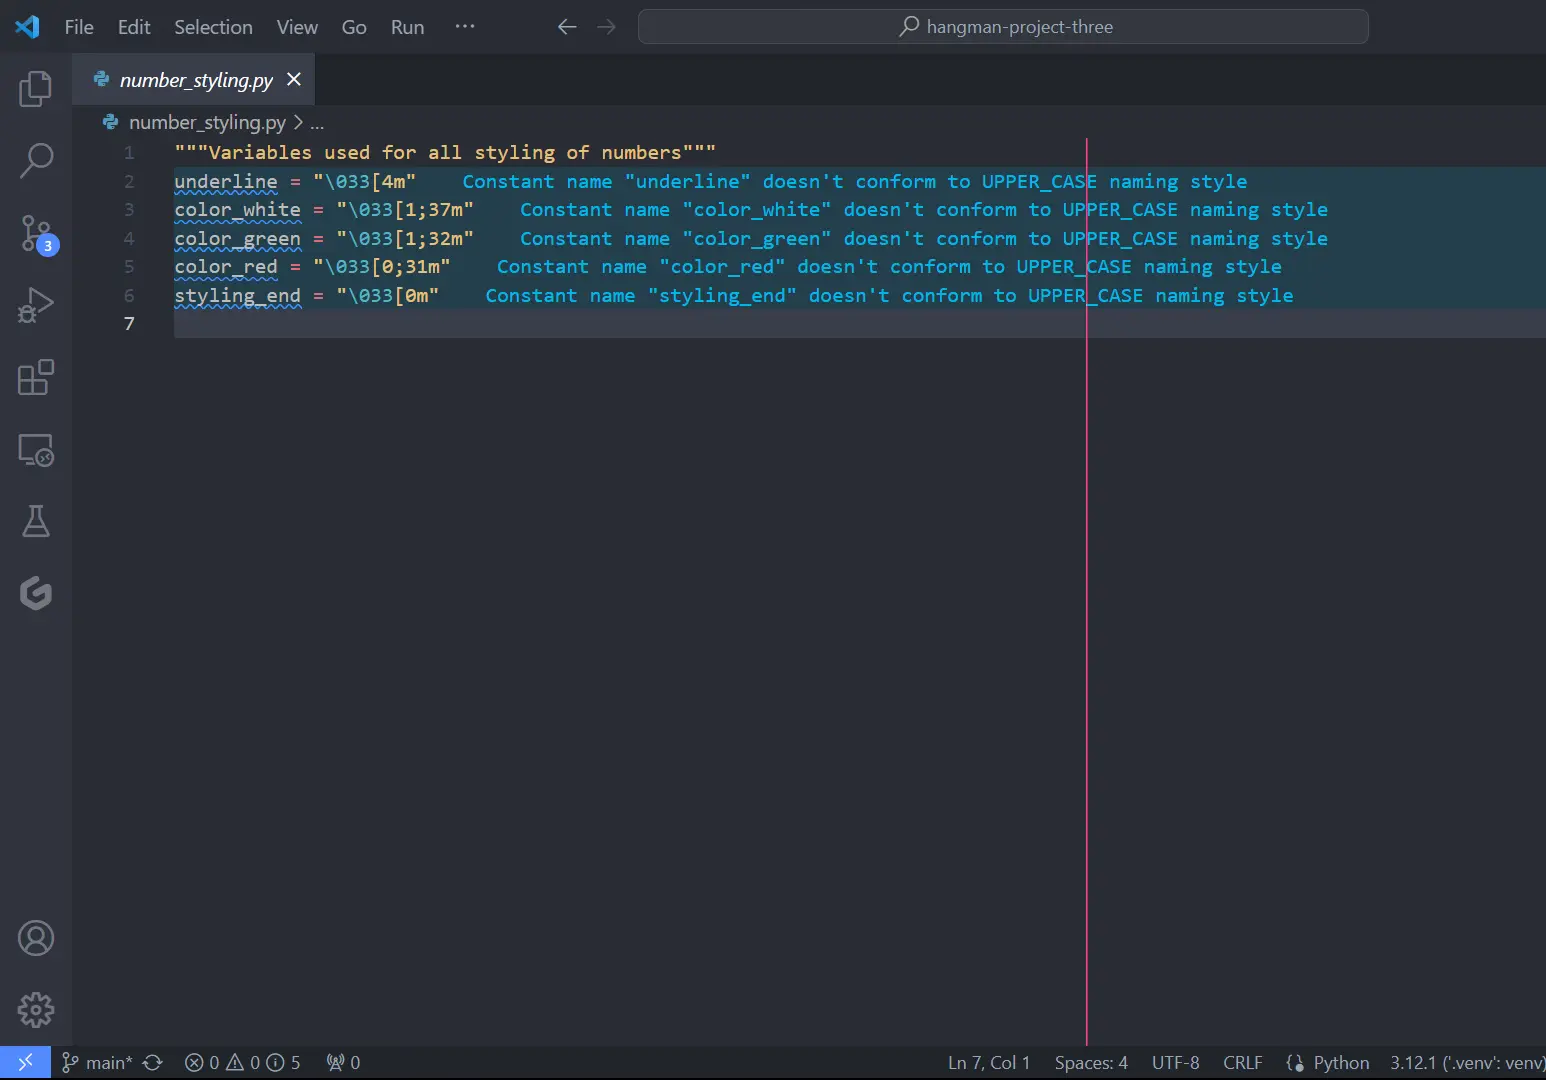 File Edit Selection View Go Run ··· hangman-project-three
number_styling.py
number_styling.py > ...
1 """Variables used for all styling of numbers"""
2 underline = "\033[4m" Constant name "underline" doesn't conform to UPPER_CASE naming style
3 color_white = "\033[1;37m" Constant name "color_white" doesn't conform to UPPER_CASE naming style
4 color_green = "\033[1;32m" Constant name "color_green" doesn't conform to UPPER_CASE naming style
5 color_red = "\033[0;31m" Constant name "color_red" doesn't conform to UPPER_CASE naming style
6 styling_end = "\033[0m" Constant name "styling_end" doesn't conform to UPPER_CASE naming style
7
3
main* 0 0 5 0 Ln 7, Col 1 Spaces: 4 UTF-8 CRLF Python 3.12.1 ('.venv': venv)